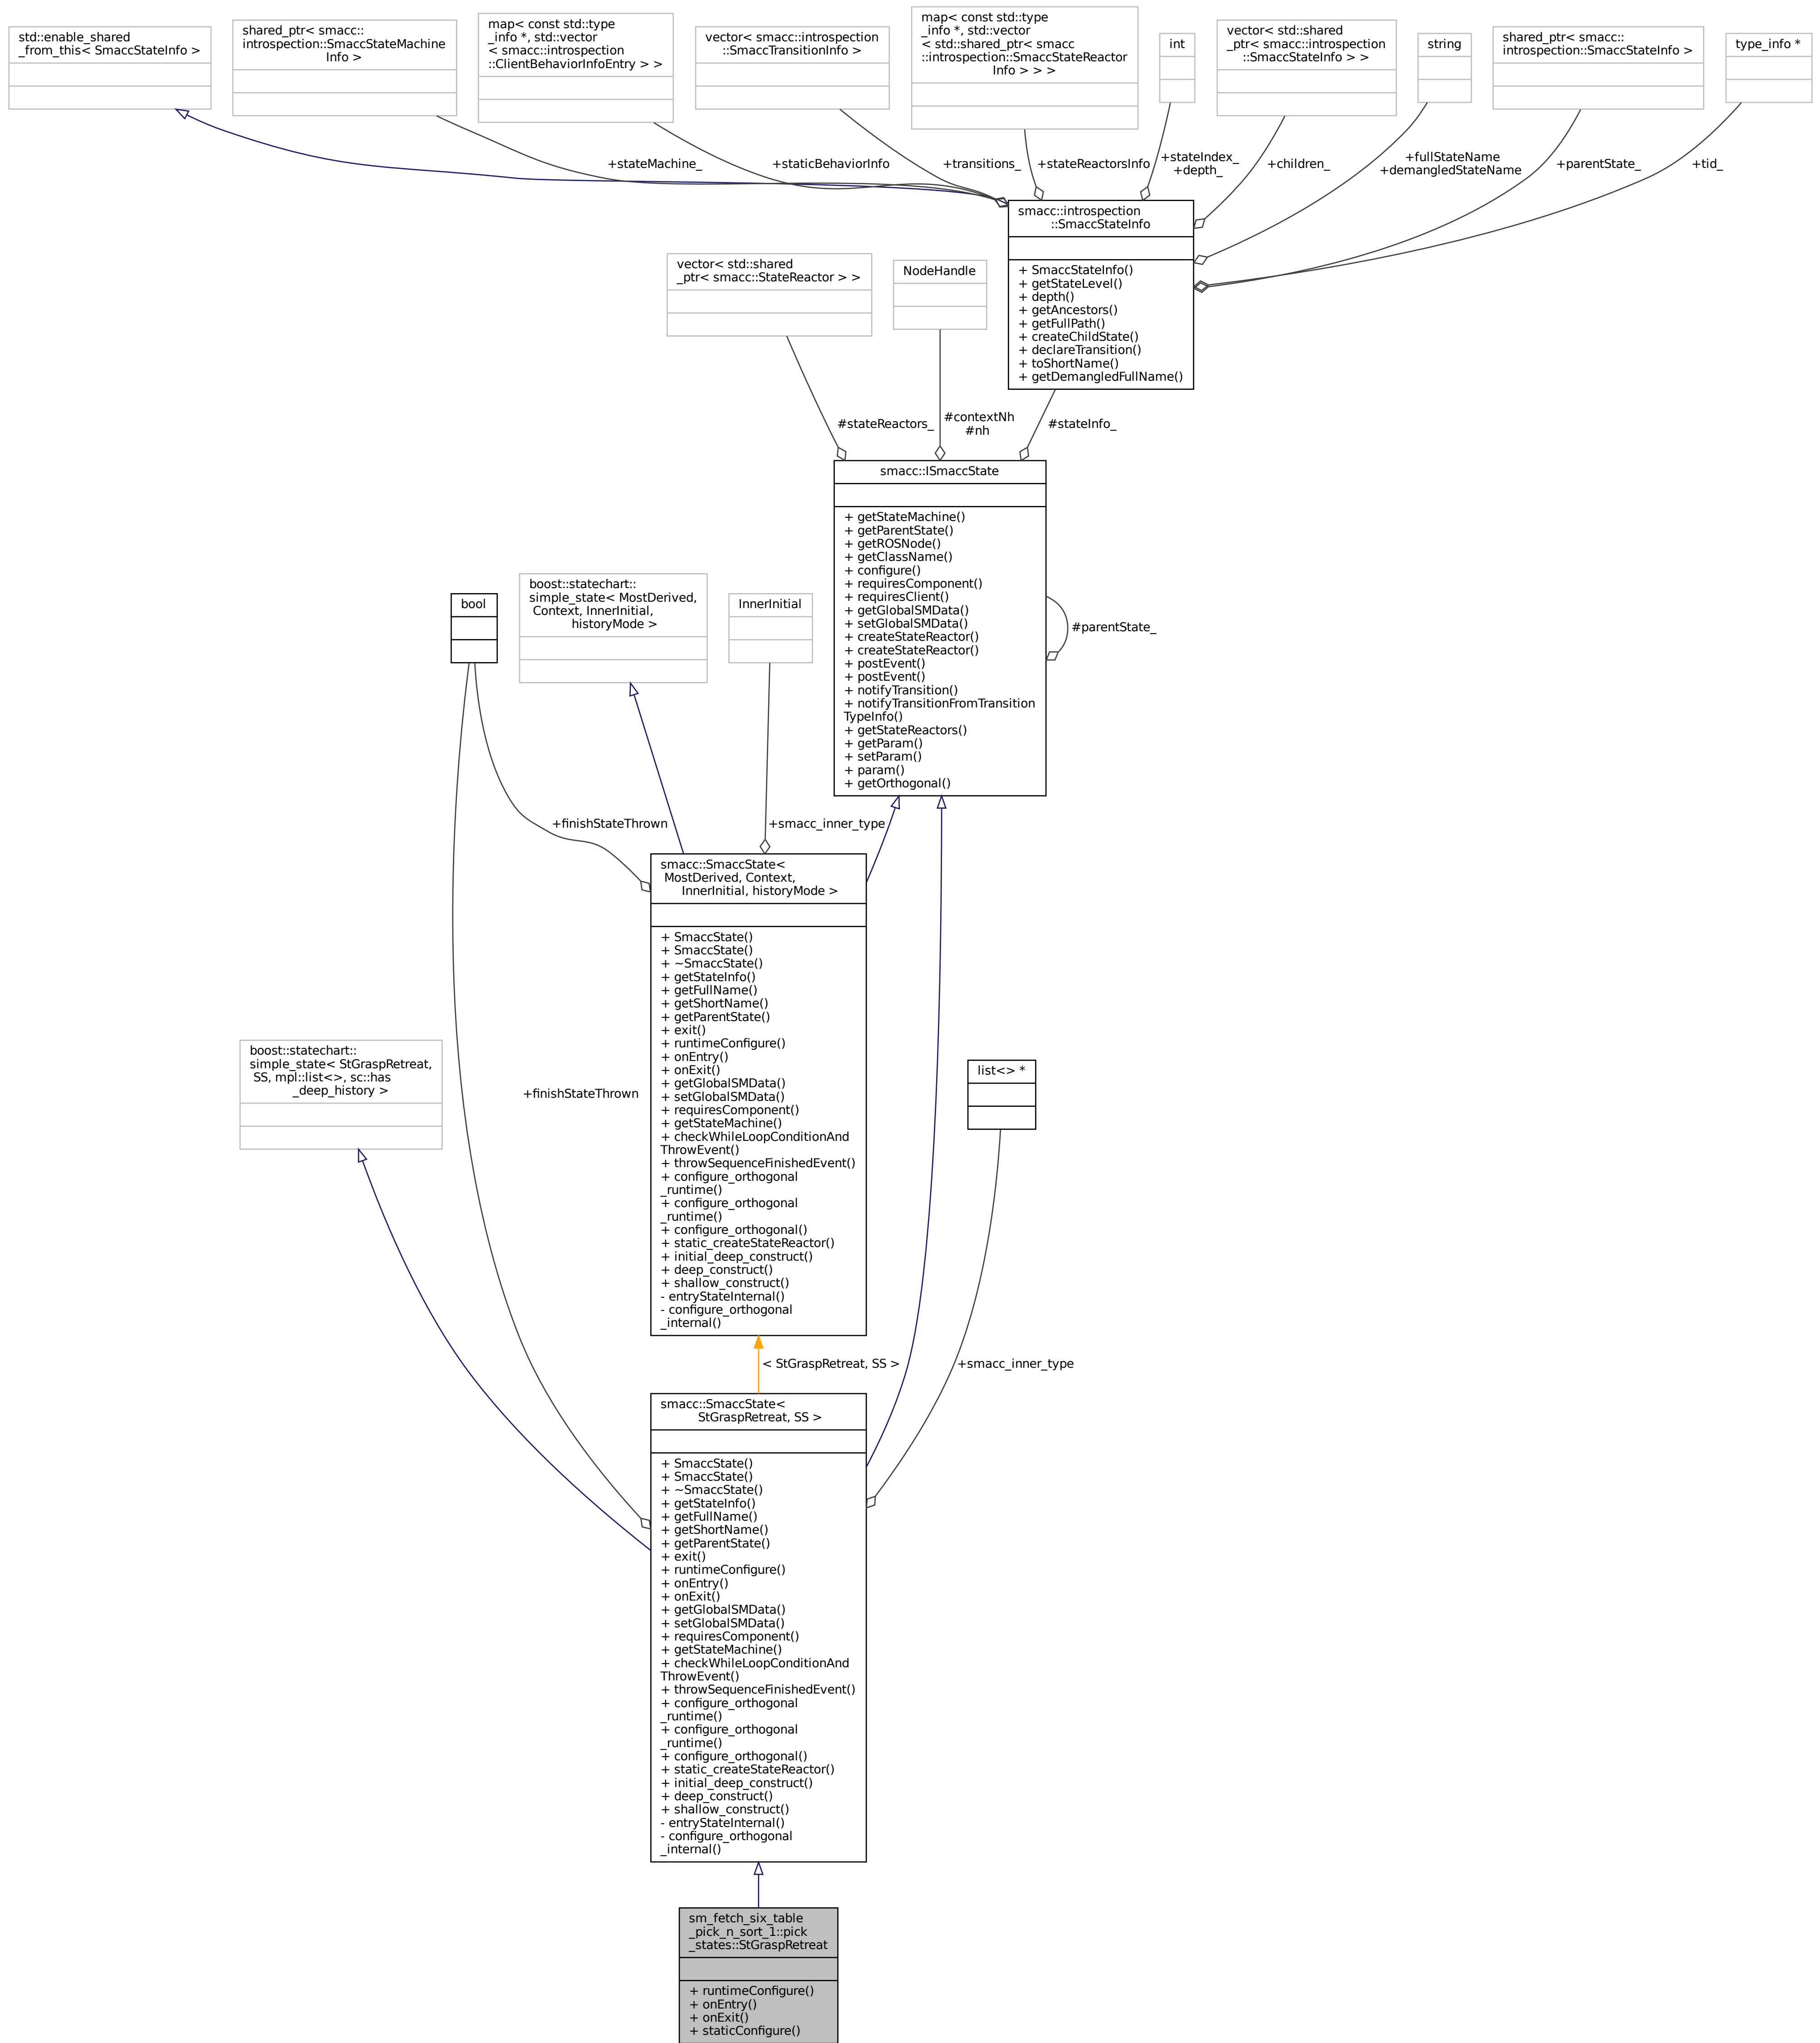 std::enable_shared
_from_this< SmaccStateInfo >
shared_ptr< smacc::
introspection::SmaccStateMachine
Info >
map< const std::type
_info *, std::vector
< smacc::introspection
::ClientBehaviorInfoEntry > >
vector< smacc::introspection
::SmaccTransitionInfo >
map< const std::type
_info *, std::vector
< std::shared_ptr< smacc
::introspection::SmaccStateReactor
Info > > >
int
vector< std::shared
_ptr< smacc::introspection
::SmaccStateInfo > >
string
shared_ptr< smacc::
introspection::SmaccStateInfo >
type_info *
+stateMachine_
+staticBehaviorInfo
+transitions_
+stateReactorsInfo
+stateIndex_
+depth_
+children_
+fullStateName
+demangledStateName
+parentState_
+tid_
smacc::introspection
::SmaccStateInfo
+ SmaccStateInfo()
+ getStateLevel()
+ depth()
+ getAncestors()
+ getFullPath()
+ createChildState()
+ declareTransition()
+ toShortName()
+ getDemangledFullName()
vector< std::shared
_ptr< smacc::StateReactor > >
NodeHandle
#stateReactors_
#contextNh
#nh
#stateInfo_
smacc::ISmaccState
+ getStateMachine()
+ getParentState()
+ getROSNode()
+ getClassName()
+ configure()
+ requiresComponent()
+ requiresClient()
+ getGlobalSMData()
+ setGlobalSMData()
+ createStateReactor()
+ createStateReactor()
+ postEvent()
+ postEvent()
+ notifyTransition()
+ notifyTransitionFromTransition
TypeInfo()
+ getStateReactors()
+ getParam()
+ setParam()
+ param()
+ getOrthogonal()
#parentState_
bool
boost::statechart::
simple_state< MostDerived,
Context, InnerInitial,
historyMode >
InnerInitial
+finishStateThrown
+smacc_inner_type
smacc::SmaccState<
MostDerived, Context,
InnerInitial, historyMode >
+ SmaccState()
+ SmaccState()
+ ~SmaccState()
+ getStateInfo()
+ getFullName()
+ getShortName()
+ getParentState()
+ exit()
+ runtimeConfigure()
+ onEntry()
+ onExit()
+ getGlobalSMData()
+ setGlobalSMData()
+ requiresComponent()
+ getStateMachine()
+ checkWhileLoopConditionAnd
ThrowEvent()
+ throwSequenceFinishedEvent()
+ configure_orthogonal
_runtime()
+ configure_orthogonal
_runtime()
+ configure_orthogonal()
+ static_createStateReactor()
+ initial_deep_construct()
+ deep_construct()
+ shallow_construct()
- entryStateInternal()
- configure_orthogonal
_internal()
boost::statechart::
simple_state< StGraspRetreat,
SS, mpl::list<>, sc::has
_deep_history >
+finishStateThrown
list<> *
< StGraspRetreat, SS >
+smacc_inner_type
smacc::SmaccState<
StGraspRetreat, SS >
+ SmaccState()
+ SmaccState()
+ ~SmaccState()
+ getStateInfo()
+ getFullName()
+ getShortName()
+ getParentState()
+ exit()
+ runtimeConfigure()
+ onEntry()
+ onExit()
+ getGlobalSMData()
+ setGlobalSMData()
+ requiresComponent()
+ getStateMachine()
+ checkWhileLoopConditionAnd
ThrowEvent()
+ throwSequenceFinishedEvent()
+ configure_orthogonal
_runtime()
+ configure_orthogonal
_runtime()
+ configure_orthogonal()
+ static_createStateReactor()
+ initial_deep_construct()
+ deep_construct()
+ shallow_construct()
- entryStateInternal()
- configure_orthogonal
_internal()
sm_fetch_six_table
_pick_n_sort_1::pick
_states::StGraspRetreat
+ runtimeConfigure()
+ onEntry()
+ onExit()
+ staticConfigure()